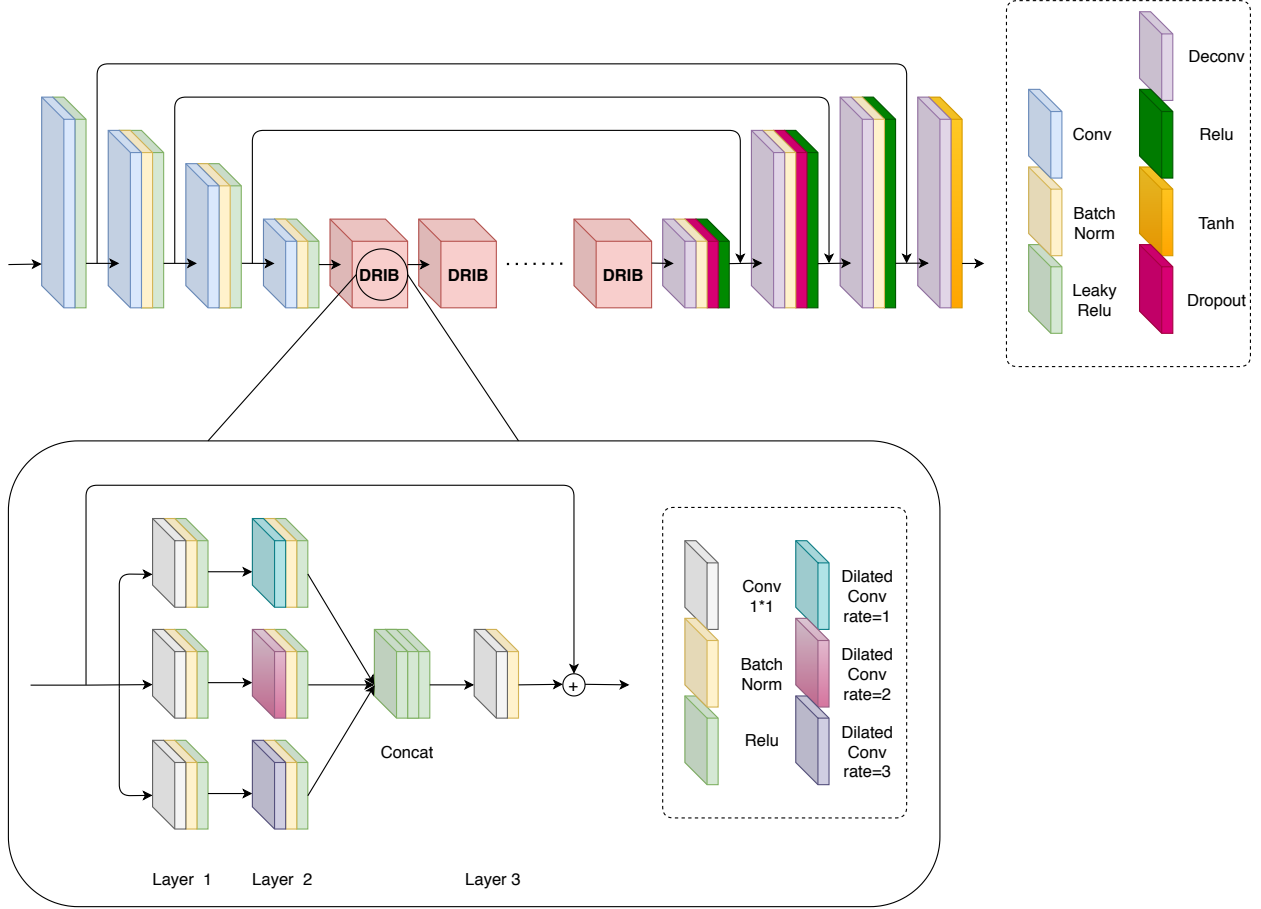 Deconv
Conv
Relu
Batch
Norm
Tanh
Leaky
Relu
Dropout
DRIB
DRIB
DRIB
Conv
1*1
Dilated
Conv
rate=1
Batch
Norm
Dilated
Conv
rate=2
Relu
Dilated
Conv
rate=3
+
Concat
Layer 1
Layer 2
Layer 3